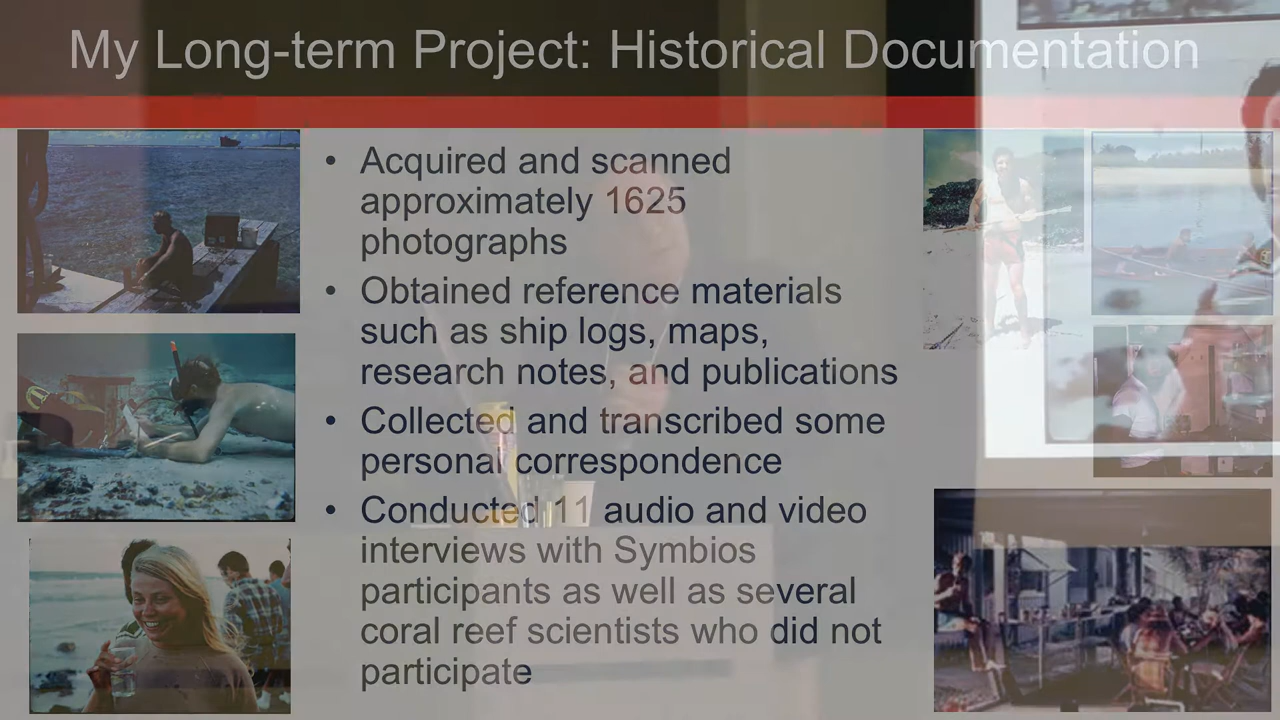 My Long-term Project: Historical Documentation
• Acquired and scanned
approximately 1625
photographs
• Obtained reference materials
such as ship logs, maps,
research notes, and publications
• Collected and transcribed some
personal correspondence
• Conducted 11 audio and video
interviews with Symbios
participants as well as several
coral reef scientists who did not
participate